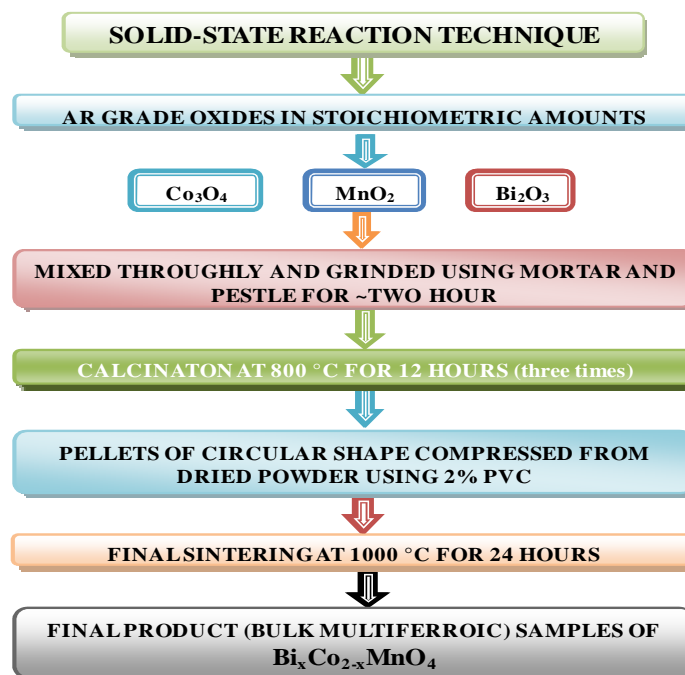 SOLID-STATE REACTION TECHNIQUE
AR GRADE OXIDES IN STOICHIOMETRIC AMOUNTS
Co₃O₄ MnO₂ Bi₂O₃
MIXED THROUGHLY AND GRINDED USING MORTAR AND
PESTLE FOR ~TWO HOUR
CALCINATON AT 800 °C FOR 12 HOURS (three times)
PELLETS OF CIRCULAR SHAPE COMPRESSED FROM
DRIED POWDER USING 2% PVC
FINAL SINTERING AT 1000 °C FOR 24 HOURS
FINAL PRODUCT (BULK MULTIFERROIC) SAMPLES OF
BiₓCo₂₋ₓMnO₄